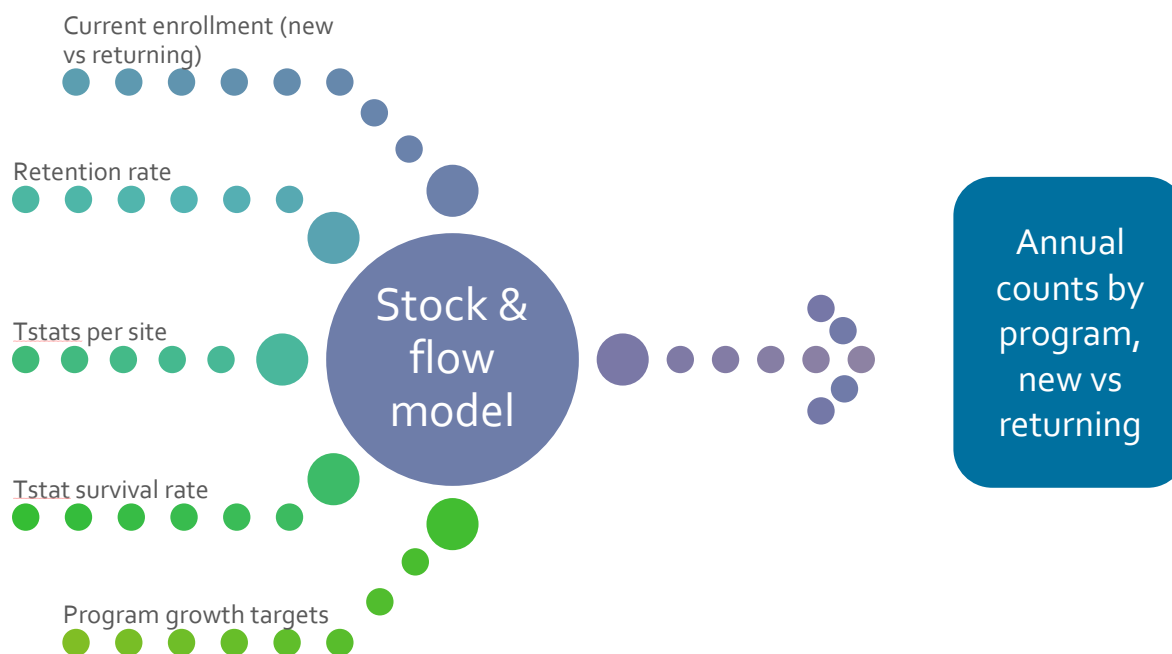 Current enrollment (new
vs returning)
Retention rate
Tstats per site
Tstat survival rate
Program growth targets
Stock &
flow
model
Annual
counts by
program,
new vs
returning